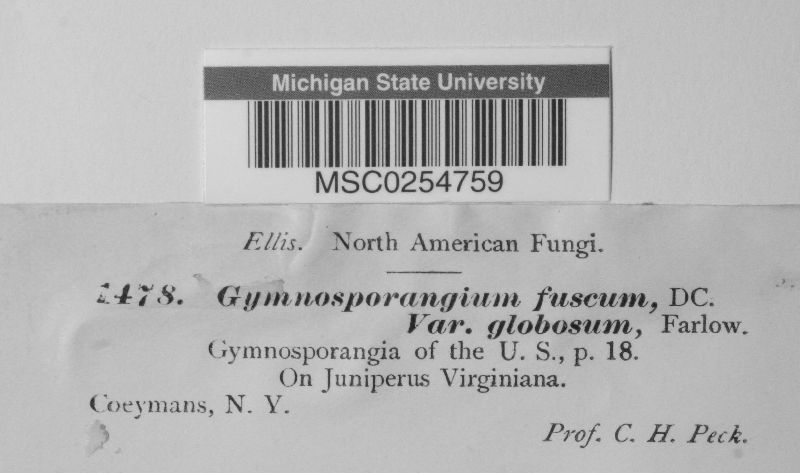 Michigan State University
MSC0254759
Ellis. North American Fungi.
1478. Gymnosporangium fuscum, DC.
Var. globosum, Farlow.
Gymnosporangia of the U. S., p. 18.
On Juniperus Virginiana.
Coeymans, N. Y.
Prof. C. H. Peck.